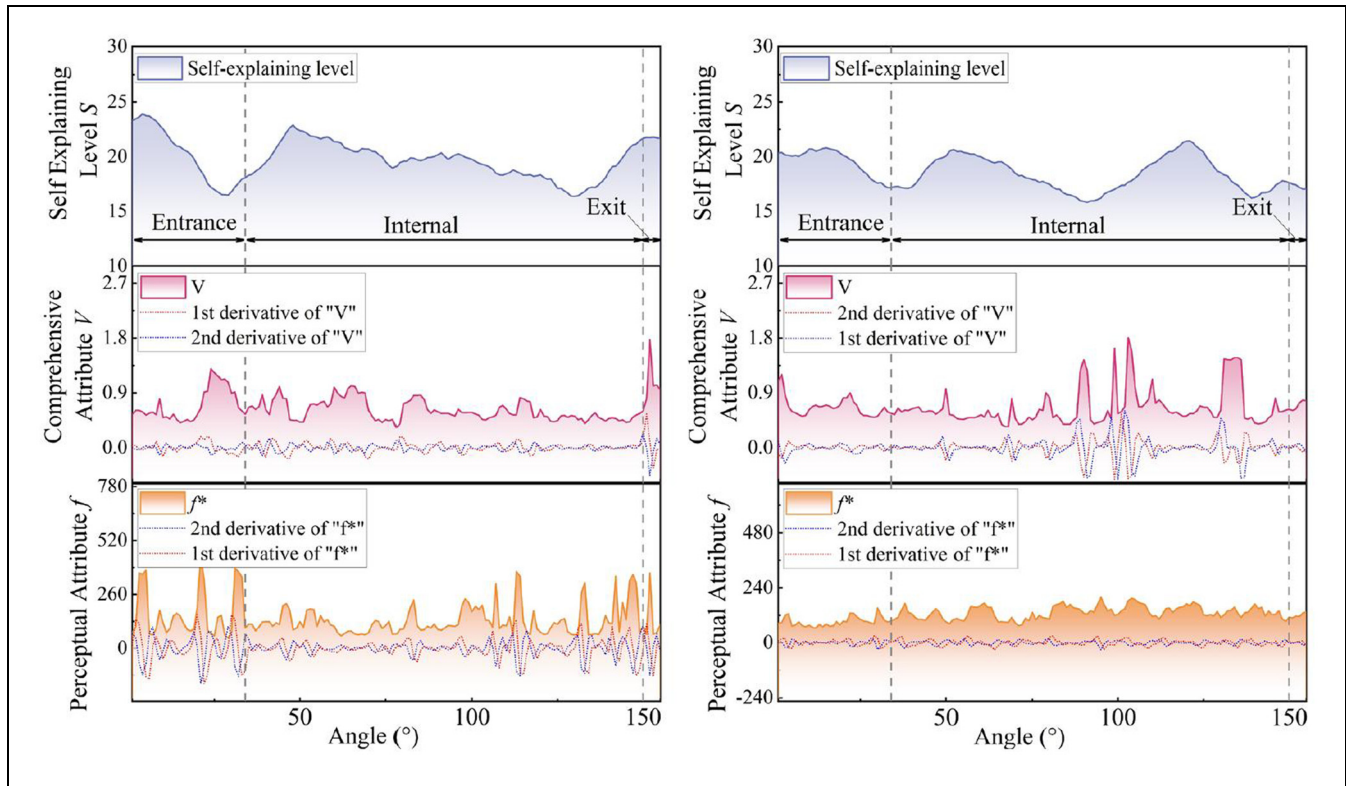 Self Explaining
Level S
30
25
20
15
10
Self-explaining level
Entrance
Internal
Exit
Comprehensive
Attribute V
2.7
1.8
0.9
0.0
V
1st derivative of "V"
2nd derivative of "V"
Perceptual Attribute f
780
520
260
0
f*
2nd derivative of "f*"
1st derivative of "f*"
50
100
150
Angle (°)
Self Explaining
Level S
30
25
20
15
10
Self-explaining level
Entrance
Internal
Exit
Comprehensive
Attribute V
2.7
1.8
0.9
0.0
V
2nd derivative of "V"
1st derivative of "V"
Perceptual Attribute f
480
240
0
-240
f*
2nd derivative of "f*"
1st derivative of "f*"
50
100
150
Angle (°)